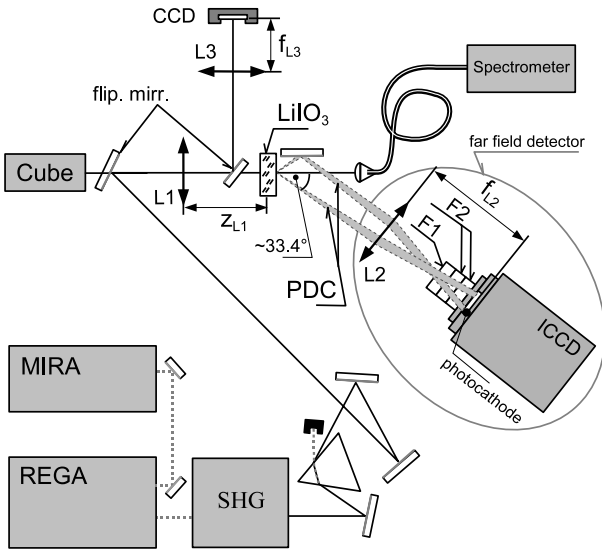 CCD
L3
f_L3
flip. mirr.
LiIO₃
Spectrometer
far field detector
Cube
L1
z_L1
~33.4°
PDC
L2
f_L2
F1
F2
ICCD
photocathode
MIRA
REGA
SHG